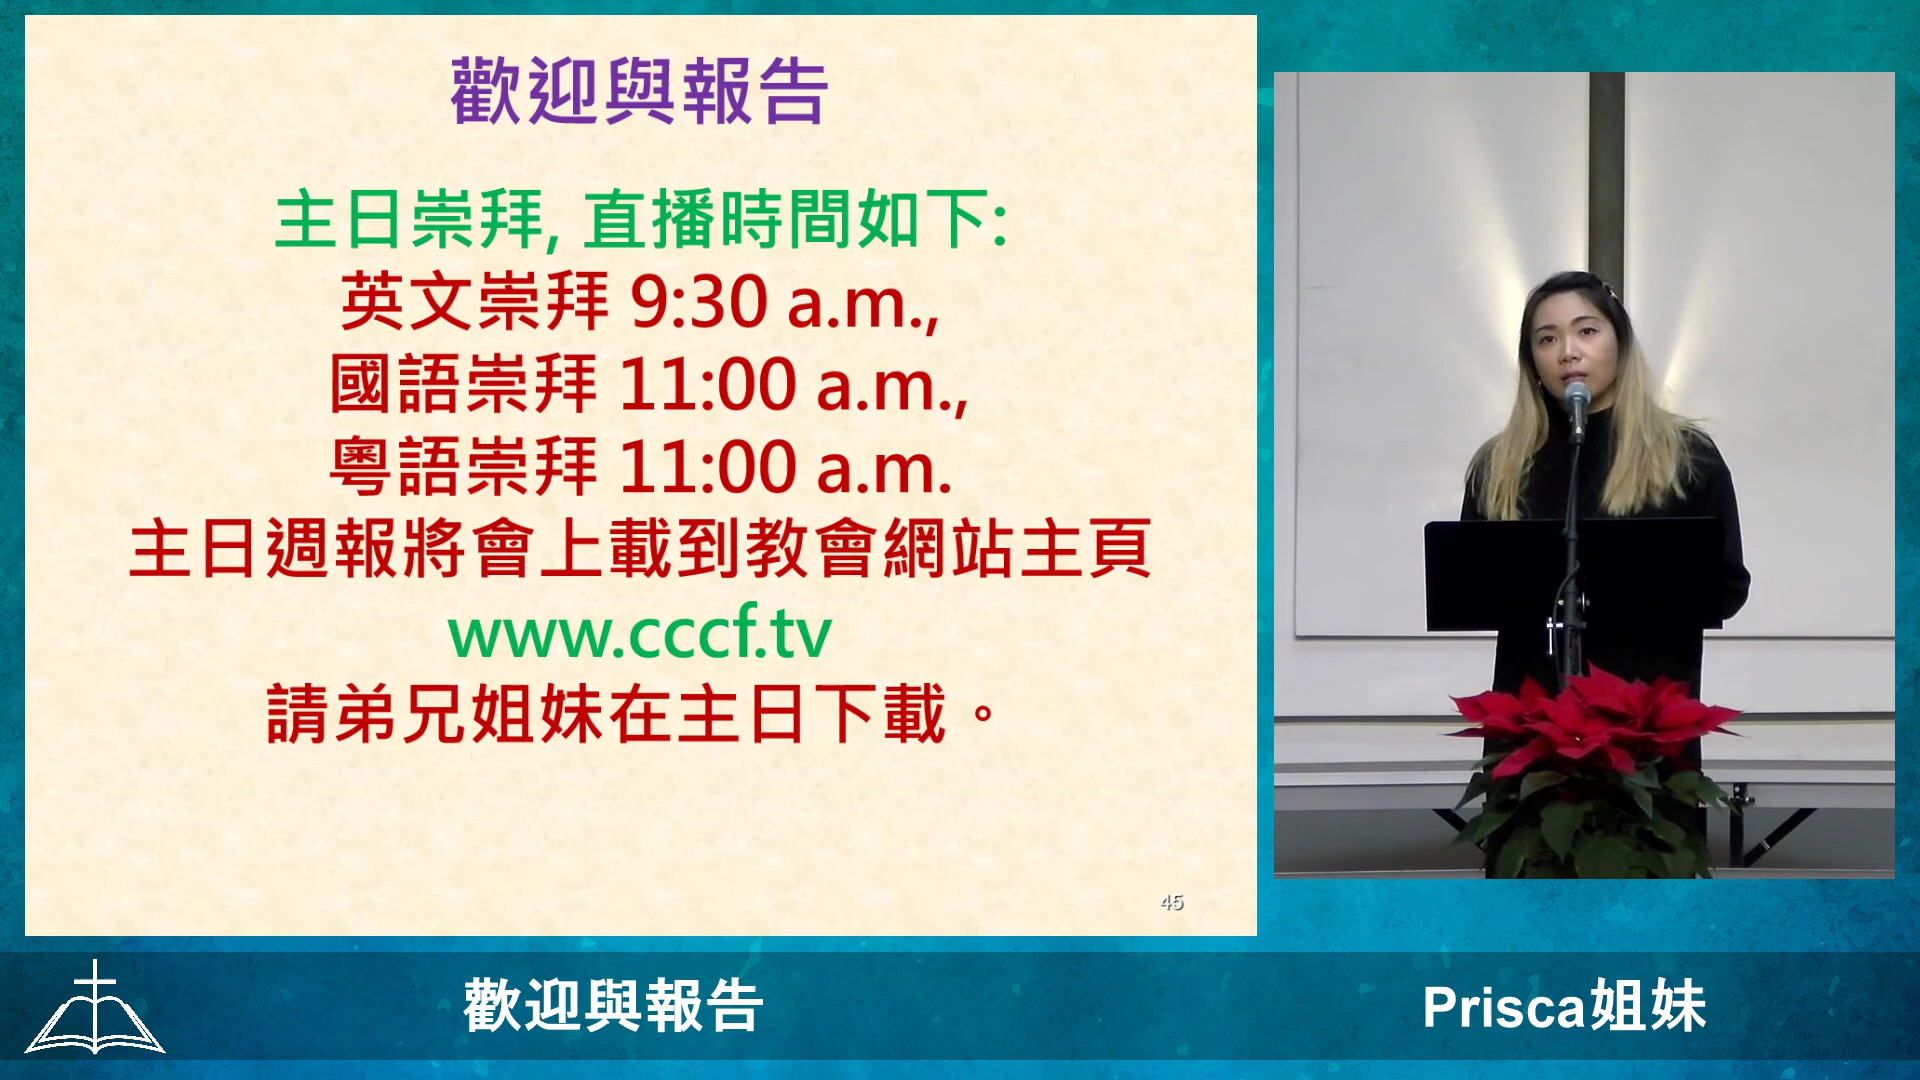 歡迎與報告
主日崇拜, 直播時間如下:
英文崇拜 9:30 a.m.,
國語崇拜 11:00 a.m.,
粵語崇拜 11:00 a.m.
主日週報將會上載到教會網站主頁
www.cccf.tv
請弟兄姐妹在主日下載。
45
歡迎與報告
Prisca姐妹